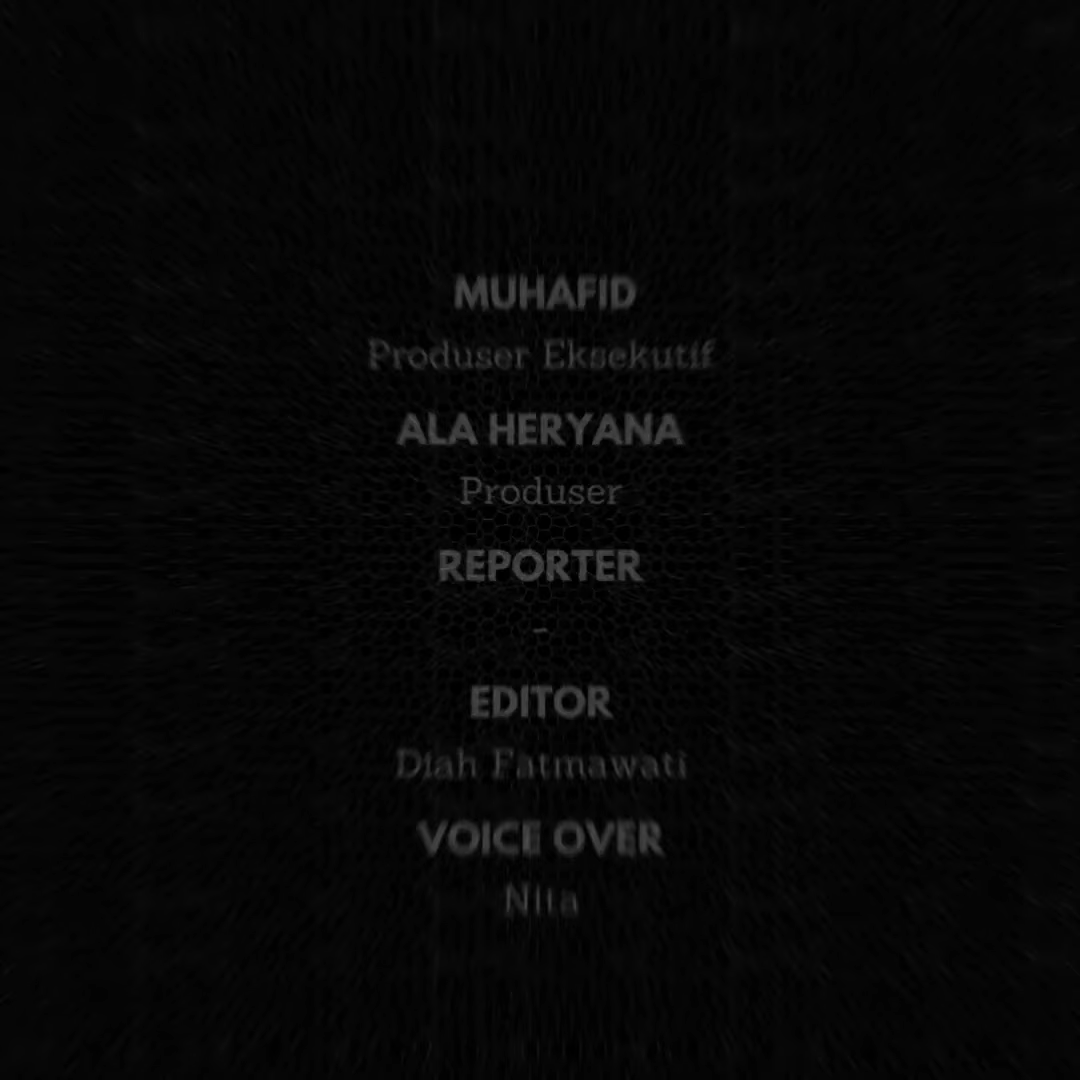 MUHAFID
Produser Eksekutif
ALA HERYANA
Produser
REPORTER
-
EDITOR
Diah Fatmawati
VOICE OVER
Nita